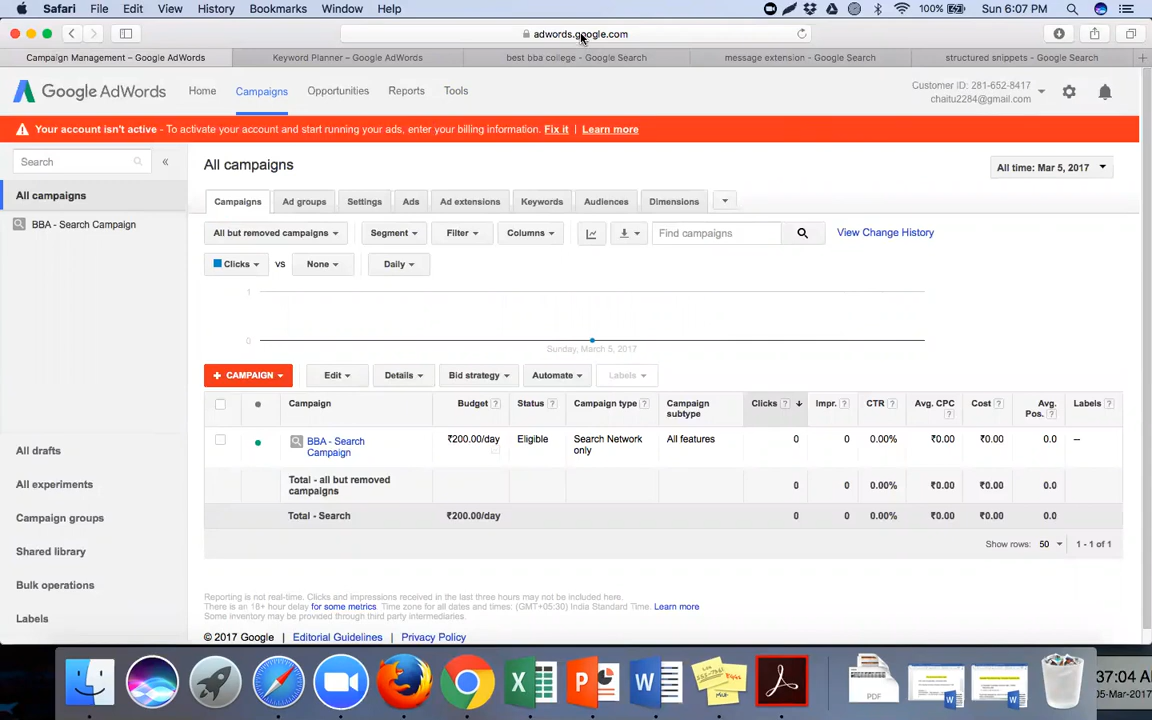 Safari File Edit View History Bookmarks Window Help 100% Sun 6:07 PM
adwords.google.com
Campaign Management – Google AdWords Keyword Planner – Google AdWords best bba college - Google Search message extension - Google Search structured snippets - Google Search
Google AdWords Home Campaigns Opportunities Reports Tools
Customer ID: 281-652-8417
chaitu2284@gmail.com
Your account isn't active - To activate your account and start running your ads, enter your billing information. Fix it | Learn more
Search «
All campaigns
All time: Mar 5, 2017
All campaigns
BBA - Search Campaign
Campaigns Ad groups Settings Ads Ad extensions Keywords Audiences Dimensions
All but removed campaigns Segment Filter Columns Find campaigns View Change History
Clicks vs None Daily
1
0
Sunday, March 5, 2017
+ CAMPAIGN Edit Details Bid strategy Automate Labels
Campaign Budget ? Status ? Campaign type ? Campaign subtype Clicks ? Impr. ? CTR ? Avg. CPC ? Cost ? Avg. Pos. ? Labels ?
BBA - Search Campaign ₹200.00/day Eligible Search Network only All features 0 0 0.00% ₹0.00 ₹0.00 0.0 –
Total - all but removed campaigns 0 0 0.00% ₹0.00 ₹0.00 0.0
Total - Search ₹200.00/day 0 0 0.00% ₹0.00 ₹0.00 0.0
Show rows: 50 1 - 1 of 1
All drafts
All experiments
Campaign groups
Shared library
Bulk operations
Labels
Reporting is not real-time. Clicks and impressions received in the last three hours may not be included here.
There is an 18+ hour delay for some metrics. Time zone for all dates and times: (GMT+05:30) India Standard Time. Learn more
Some inventory may be provided through third party intermediaries.
© 2017 Google | Editorial Guidelines | Privacy Policy
X P W PDF W W
37:04 A
05-Mar-2017